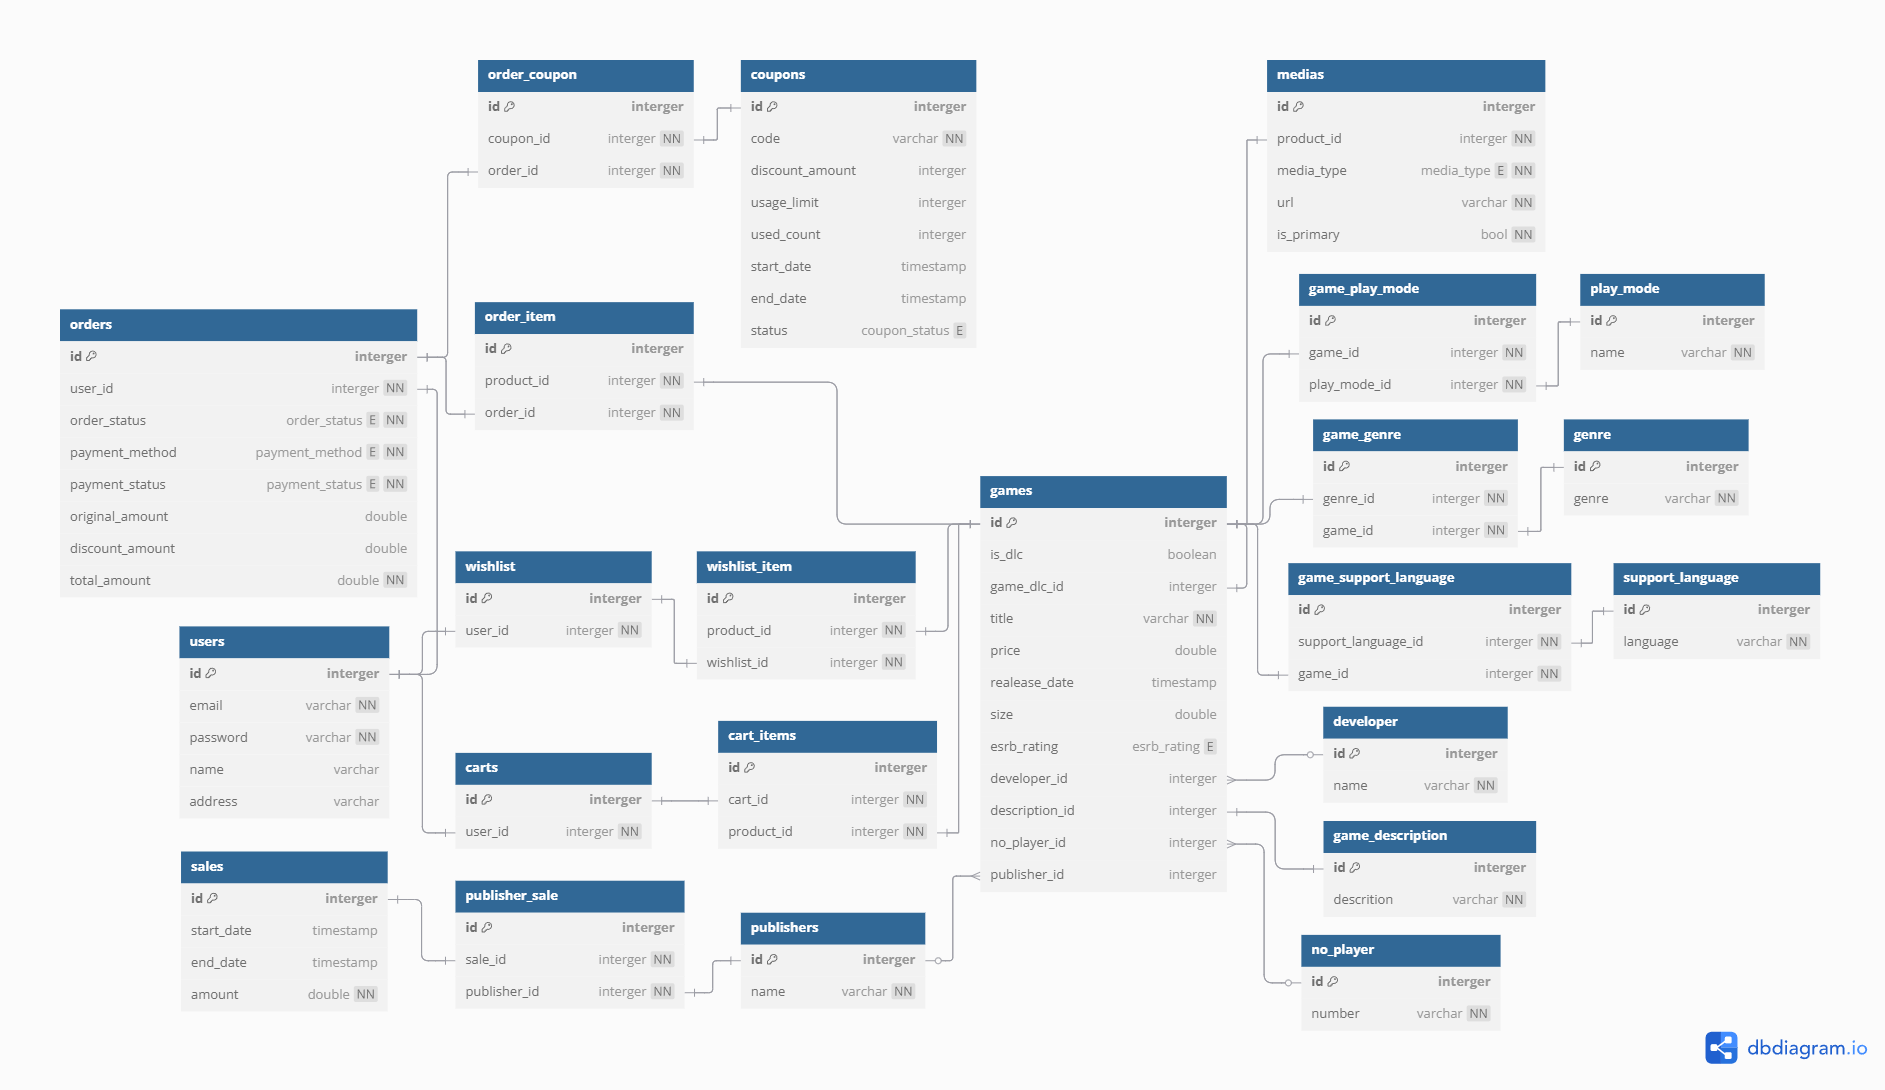 order_coupon
id interger
coupon_id interger NN
order_id interger NN
coupons
id interger
code varchar NN
discount_amount interger
usage_limit interger
used_count interger
start_date timestamp
end_date timestamp
status coupon_status E
medias
id interger
product_id interger NN
media_type media_type E NN
url varchar NN
is_primary bool NN
game_play_mode
id interger
game_id interger NN
play_mode_id interger NN
play_mode
id interger
name varchar NN
orders
id interger
user_id interger NN
order_status order_status E NN
payment_method payment_method E NN
payment_status payment_status E NN
original_amount double
discount_amount double
total_amount double NN
order_item
id interger
product_id interger NN
order_id interger NN
game_genre
id interger
genre_id interger NN
game_id interger NN
genre
id interger
genre varchar NN
games
id interger
is_dlc boolean
game_dlc_id interger
title varchar NN
price double
realease_date timestamp
size double
esrb_rating esrb_rating E
developer_id interger
description_id interger
no_player_id interger
publisher_id interger
wishlist
id interger
user_id interger NN
wishlist_item
id interger
product_id interger NN
wishlist_id interger NN
game_support_language
id interger
support_language_id interger NN
game_id interger NN
support_language
id interger
language varchar NN
users
id interger
email varchar NN
password varchar NN
name varchar
address varchar
carts
id interger
user_id interger NN
cart_items
id interger
cart_id interger NN
product_id interger NN
developer
id interger
name varchar NN
game_description
id interger
descrition varchar NN
sales
id interger
start_date timestamp
end_date timestamp
amount double NN
publisher_sale
id interger
sale_id interger NN
publisher_id interger NN
publishers
id interger
name varchar NN
no_player
id interger
number varchar NN
dbdiagram.io